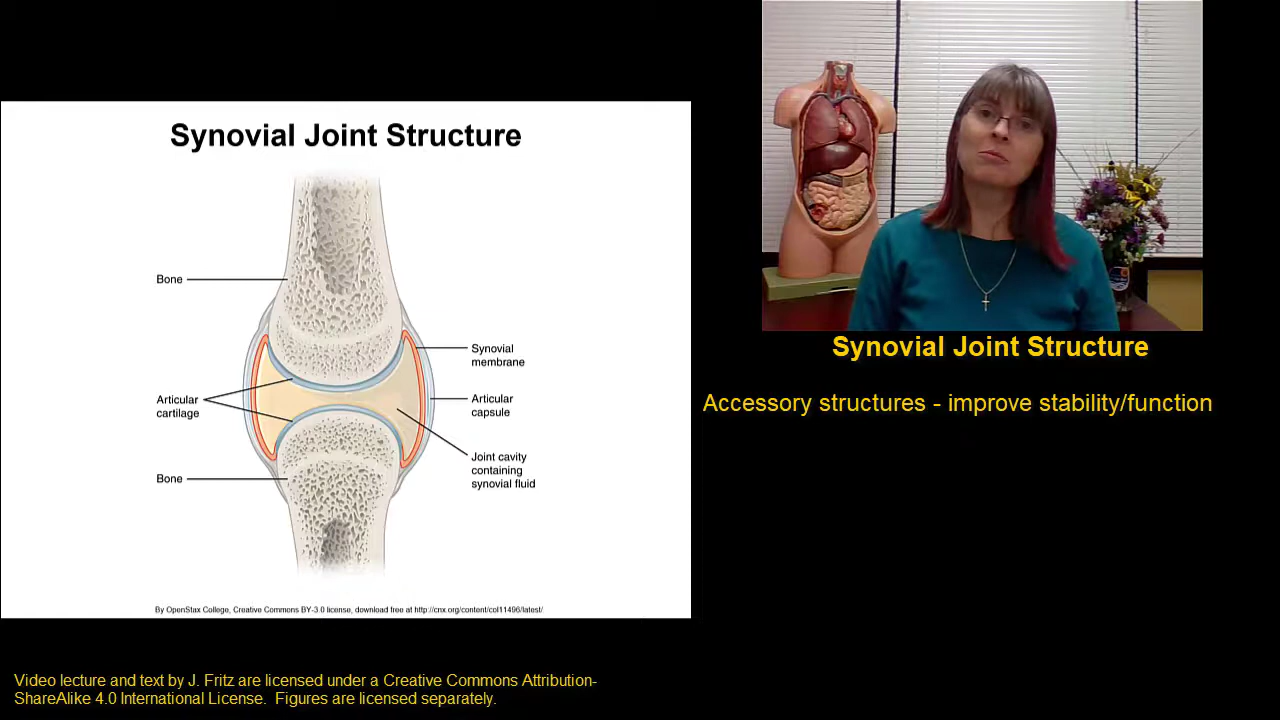 Synovial Joint Structure
Bone
Synovial
membrane
Articular
cartilage
Articular
capsule
Joint cavity
containing
synovial fluid
Bone
By OpenStax College, Creative Commons BY-3.0 license, download free at http://cnx.org/content/col11496/latest/
Synovial Joint Structure
Accessory structures - improve stability/function
Video lecture and text by J. Fritz are licensed under a Creative Commons Attribution-
ShareAlike 4.0 International License.  Figures are licensed separately.